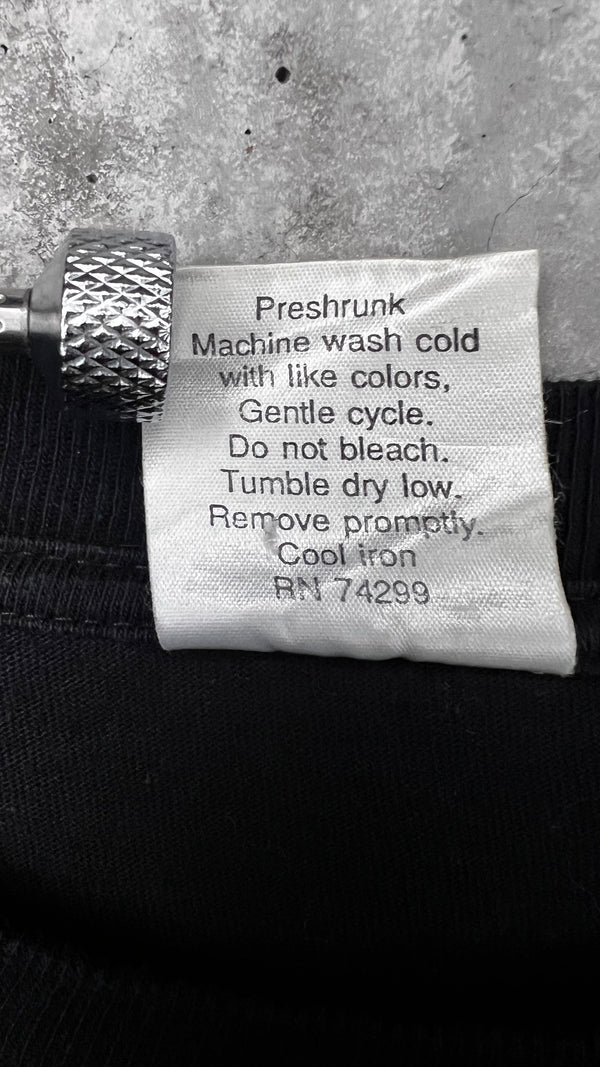 Preshrunk
Machine wash cold
with like colors,
Gentle cycle.
Do not bleach.
Tumble dry low.
Remove promptly.
Cool iron
RN 74299